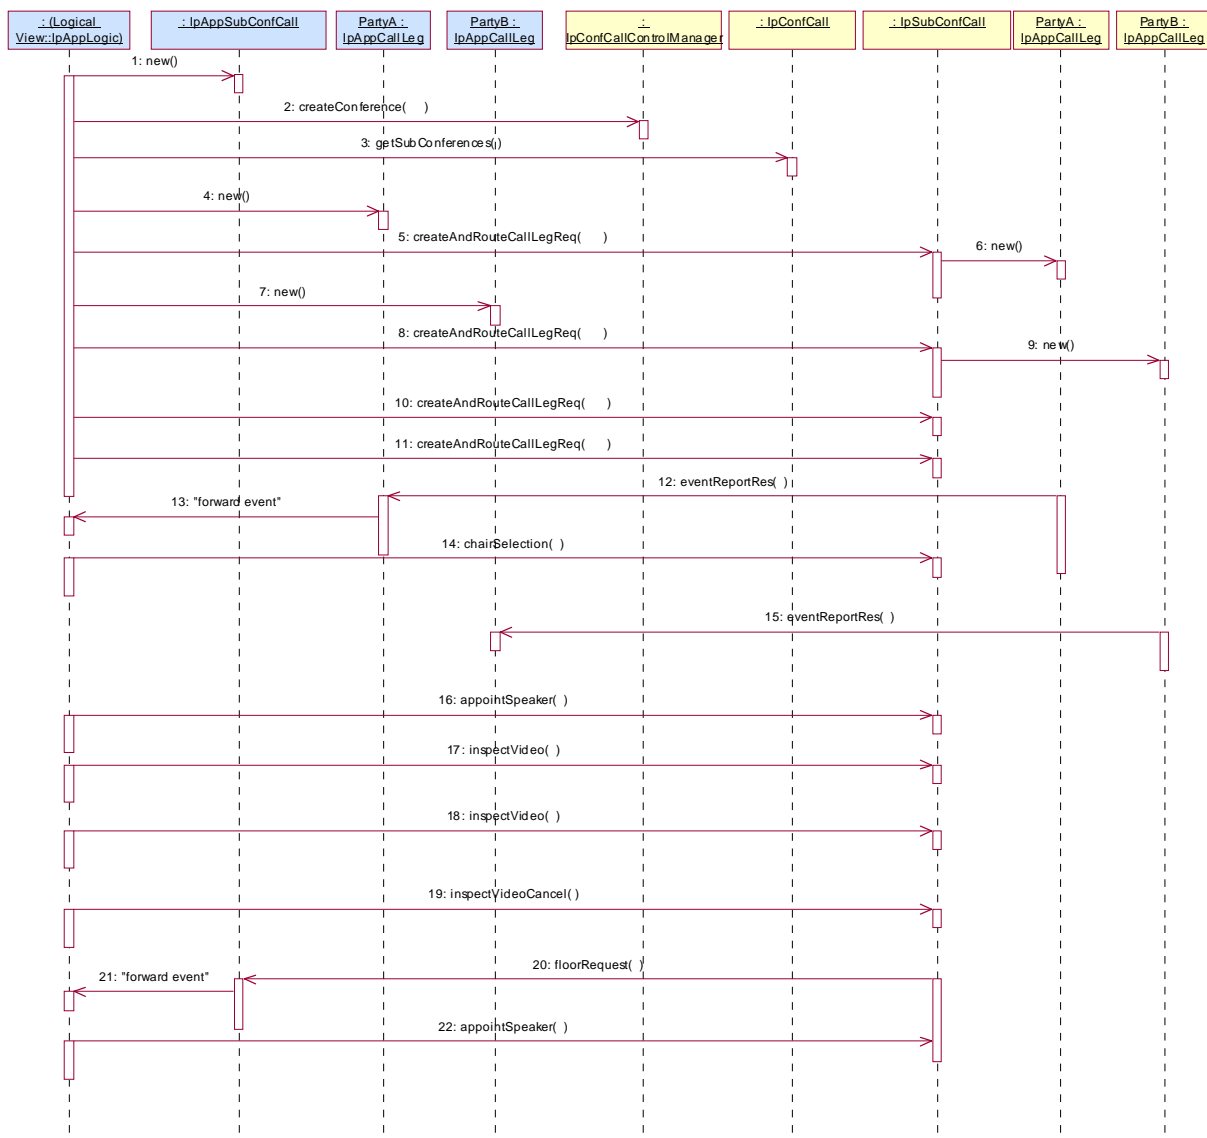 : (Logical
View::IpAppLogic)
: IpAppSubConfCall
PartyA :
IpAppCallLeg
PartyB :
IpAppCallLeg
:
IpConfCallControlManager
: IpConfCall
: IpSubConfCall
PartyA :
IpAppCallLeg
PartyB :
IpAppCallLeg
1: new()
2: createConference( )
3: getSubConferences()
4: new()
5: createAndRouteCallLegReq( )
6: new()
7: new()
8: createAndRouteCallLegReq( )
9: new()
10: createAndRouteCallLegReq( )
11: createAndRouteCallLegReq( )
12: eventReportRes( )
13: "forward event"
14: chairSelection( )
15: eventReportRes( )
16: appointSpeaker( )
17: inspectVideo( )
18: inspectVideo( )
19: inspectVideoCancel( )
20: floorRequest( )
21: "forward event"
22: appointSpeaker( )